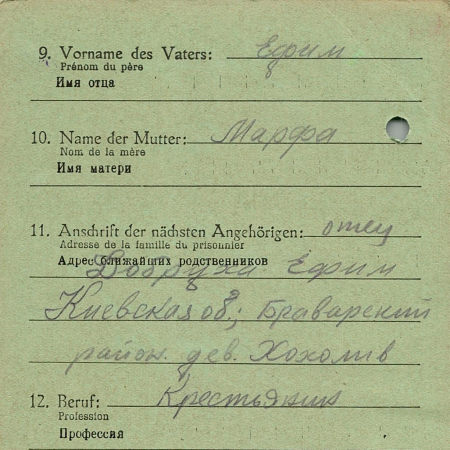 9. Vorname des Vaters: Ефим
Prénom du père
Имя отца
10. Name der Mutter: Марфа
Nom de la mère
Имя матери
11. Anschrift der nächsten Angehörigen: отец
Adresse de la famille du prisonnier
Адрес ближайших родственников
Добруха Ефим
Киевская об; Браварский
район дев. Хохолив
12. Beruf: Крестьянин
Profession
Профессия